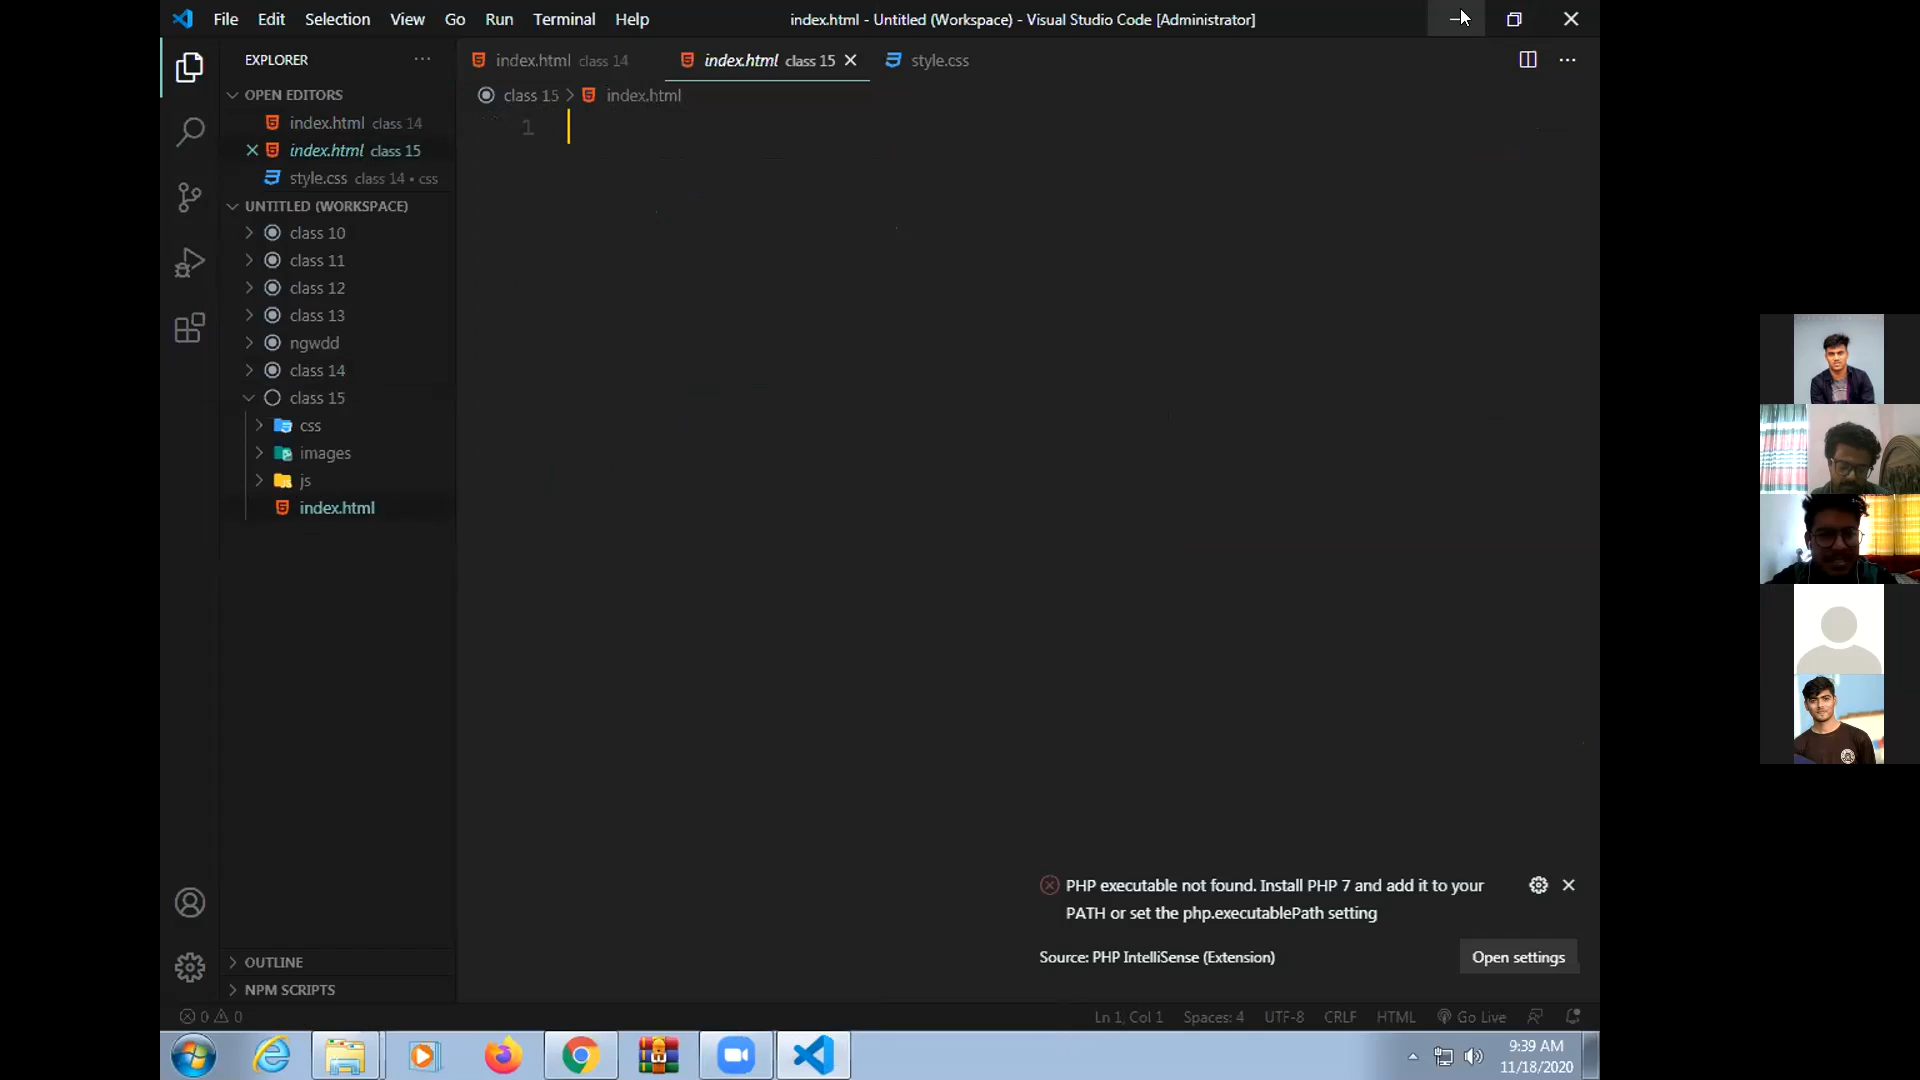 File Edit Selection View Go Run Terminal Help
index.html - Untitled (Workspace) - Visual Studio Code [Administrator]
EXPLORER
OPEN EDITORS
index.html class 14
index.html class 15
style.css class 14 • css
UNTITLED (WORKSPACE)
class 10
class 11
class 12
class 13
ngwdd
class 14
class 15
css
images
js
index.html
OUTLINE
NPM SCRIPTS
index.html class 14
index.html class 15
style.css
class 15 > index.html
1
PHP executable not found. Install PHP 7 and add it to your
PATH or set the php.executablePath setting
Source: PHP IntelliSense (Extension)
Open settings
0 0
Ln 1, Col 1 Spaces: 4 UTF-8 CRLF HTML Go Live
9:39 AM
11/18/2020